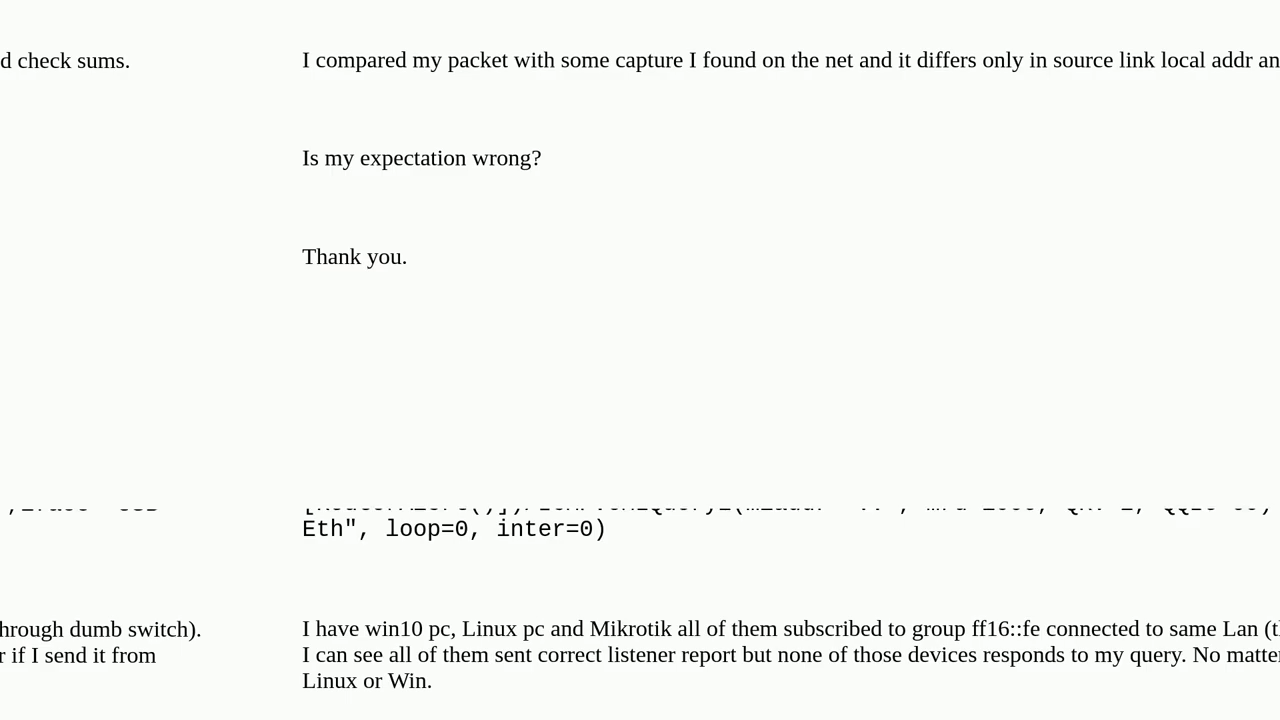 d check sums.
I compared my packet with some capture I found on the net and it differs only in source link local addr an
Is my expectation wrong?
Thank you.
Eth", loop=0, inter=0)
hrough dumb switch).
I have win10 pc, Linux pc and Mikrotik all of them subscribed to group ff16::fe connected to same Lan (t
r if I send it from
I can see all of them sent correct listener report but none of those devices responds to my query. No matte
Linux or Win.